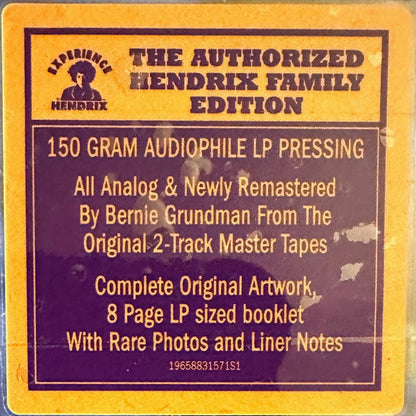 EXPERIENCE
HENDRIX
THE AUTHORIZED
HENDRIX FAMILY
EDITION
150 GRAM AUDIOPHILE LP PRESSING
All Analog & Newly Remastered
By Bernie Grundman From The
Original 2-Track Master Tapes
Complete Original Artwork,
8 Page LP sized booklet
With Rare Photos and Liner Notes
19658831571S1